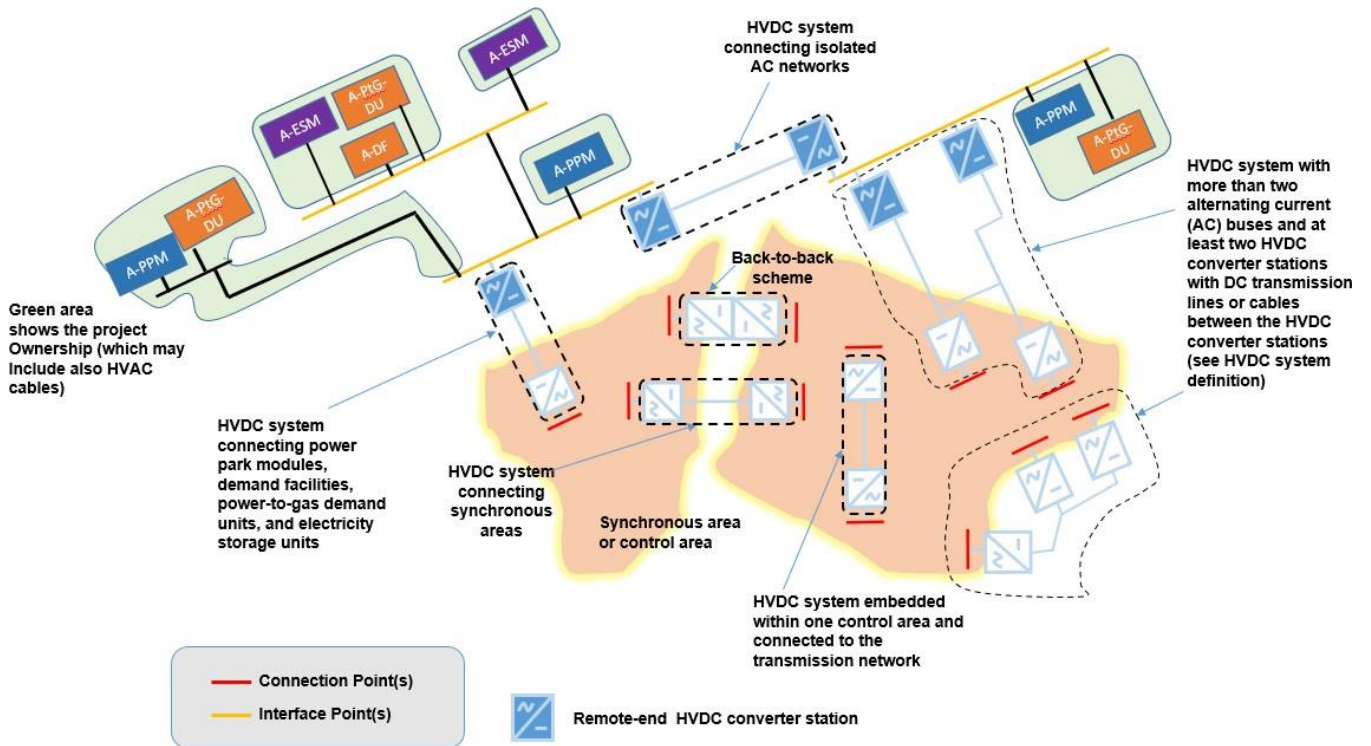 HVDC system
connecting isolated
AC networks
A-ESM
A-PtG-
DU
A-ESM
A-DF
A-PPM
A-PPM
A-PtG-
DU
A-PtG-
DU
A-PPM
Green area
shows the project
Ownership (which may
Include also HVAC
cables)
HVDC system with
more than two
alternating current
(AC) buses and at
least two HVDC
converter stations
with DC transmission
lines or cables
between the HVDC
converter stations
(see HVDC system
definition)
Back-to-back
scheme
HVDC system
connecting power
park modules,
demand facilities,
power-to-gas demand
units, and electricity
storage units
HVDC system
connecting
synchronous
areas
Synchronous area
or control area
HVDC system embedded
within one control area and
connected to the
transmission network
Connection Point(s)
Interface Point(s)
Remote-end HVDC converter station